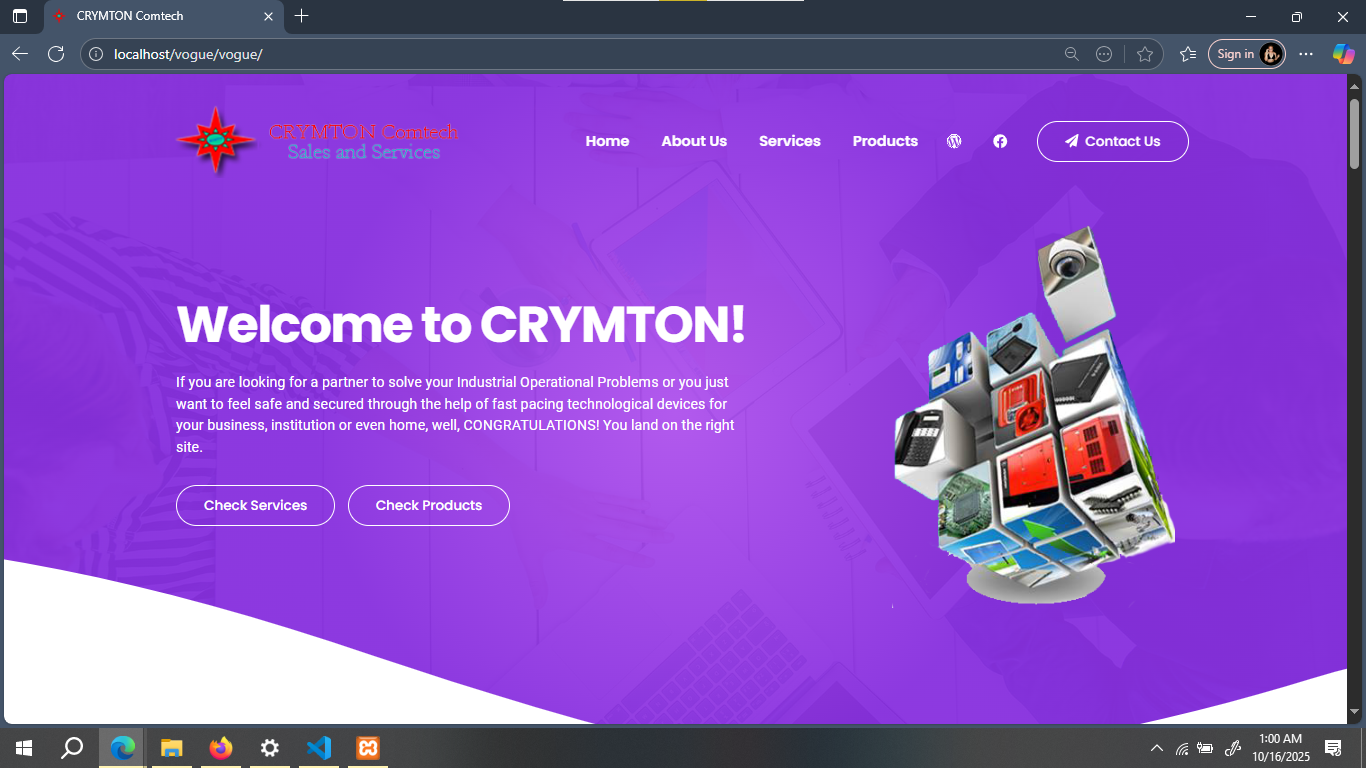 CRYMTON Comtech
localhost/vogue/vogue/
Sign in
CRYMTON Comtech
Sales and Services
Home
About Us
Services
Products
Contact Us
Welcome to CRYMTON!
If you are looking for a partner to solve your Industrial Operational Problems or you just
want to feel safe and secured through the help of fast pacing technological devices for
your business, institution or even home, well, CONGRATULATIONS! You land on the right
site.
Check Services
Check Products
1:00 AM
10/16/2025